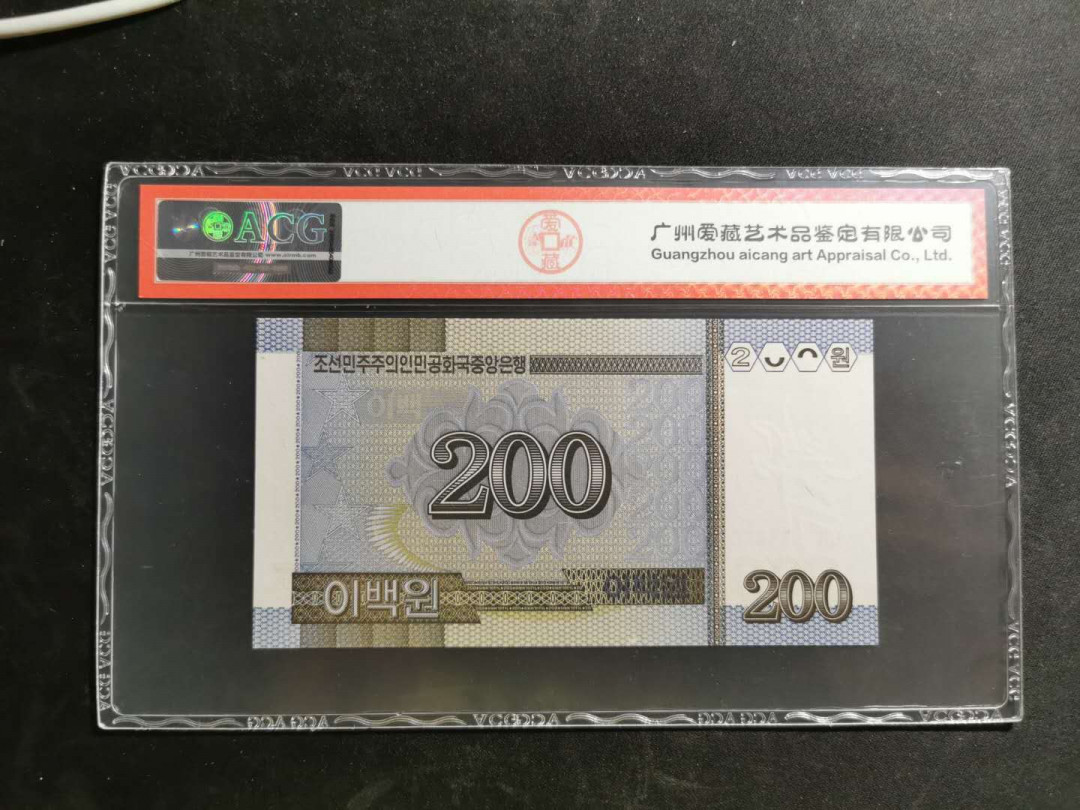 ACG
广州爱藏艺术品鉴定有限公司
Guangzhou aicang art Appraisal Co., Ltd.
조선민주주의인민공화국중앙은행
원
200
이백원
200